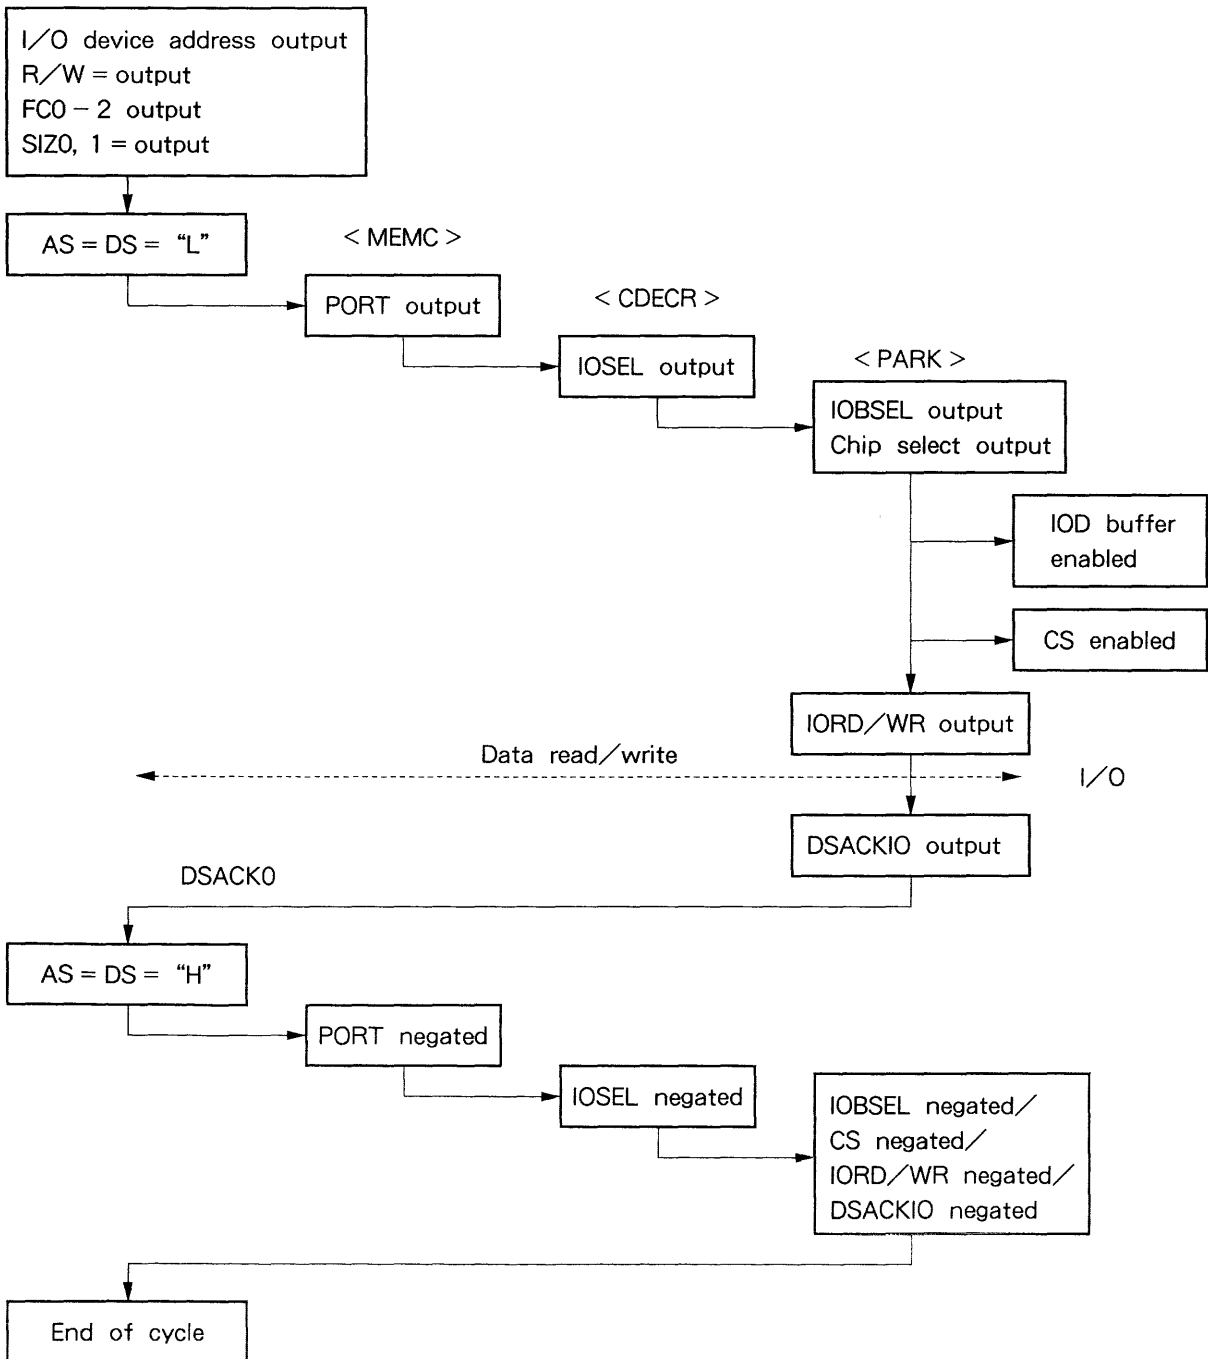 I/O device address output
R/W = output
FC0 - 2 output
SIZ0, 1 = output
AS = DS = "L"
< MEMC >
PORT output
< CDECR >
IOSEL output
< PARK >
IOBSEL output
Chip select output
IOD buffer
enabled
CS enabled
IORD/WR output
Data read/write
I/O
DSACKIO output
DSACK0
AS = DS = "H"
PORT negated
IOSEL negated
IOBSEL negated/
CS negated/
IORD/WR negated/
DSACKIO negated
End of cycle